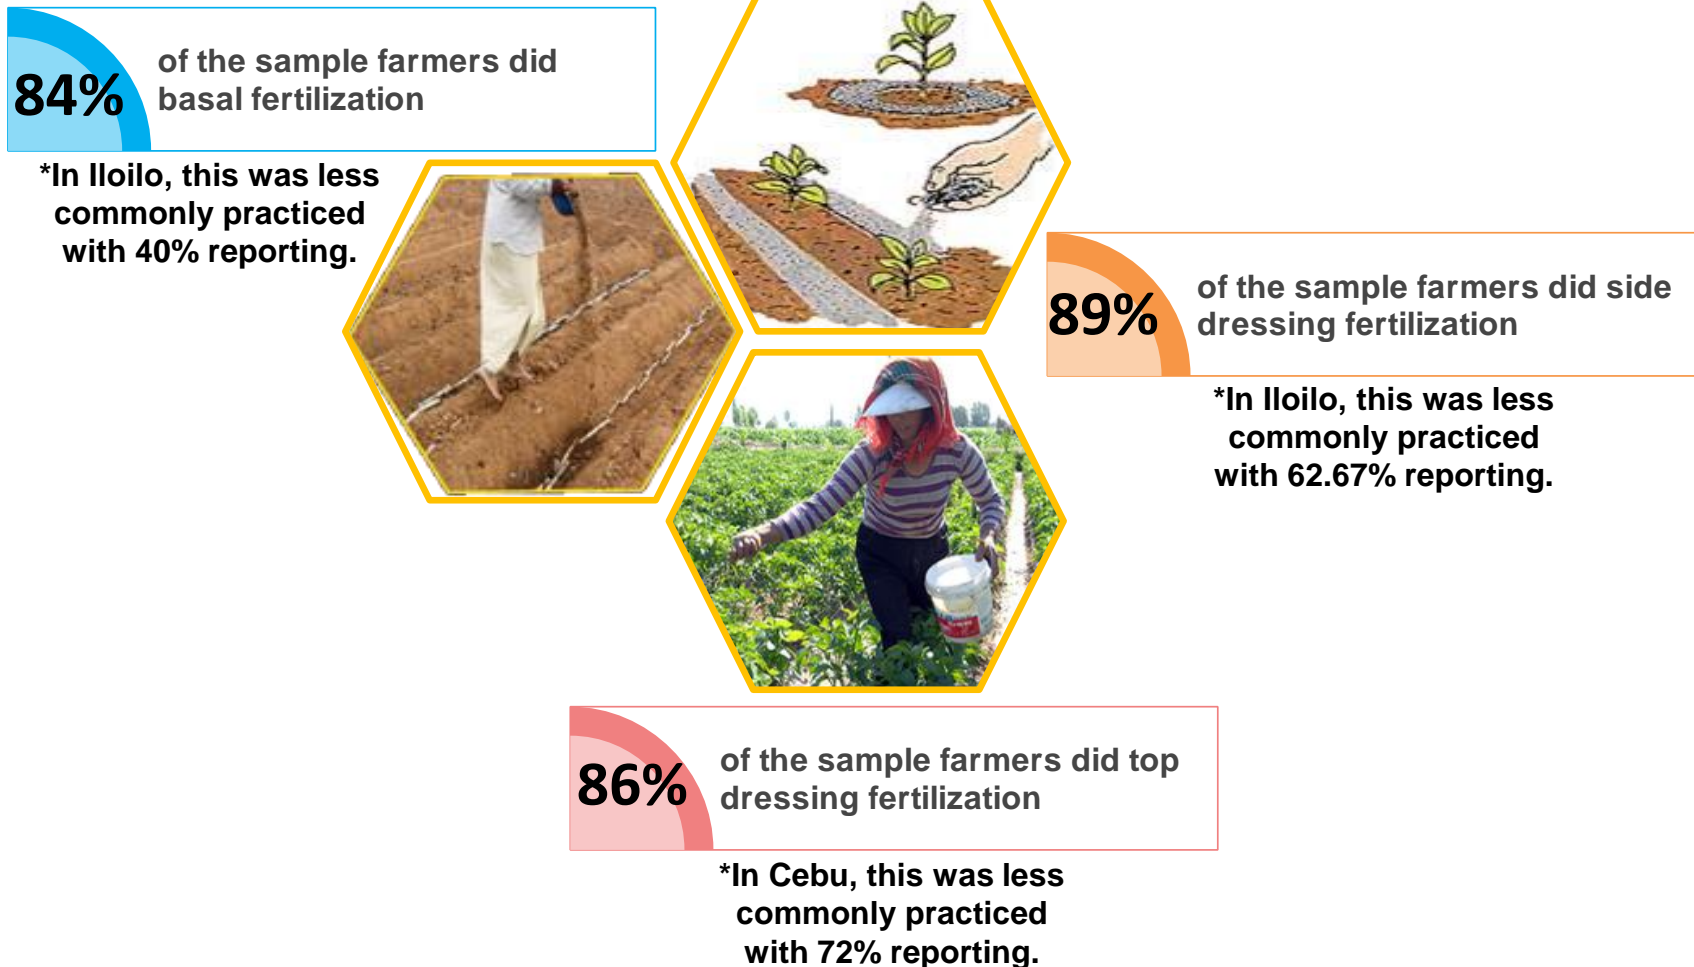 84%
of the sample farmers did
basal fertilization
*In Iloilo, this was less
commonly practiced
with 40% reporting.
89%
of the sample farmers did side
dressing fertilization
*In Iloilo, this was less
commonly practiced
with 62.67% reporting.
86%
of the sample farmers did top
dressing fertilization
*In Cebu, this was less
commonly practiced
with 72% reporting.